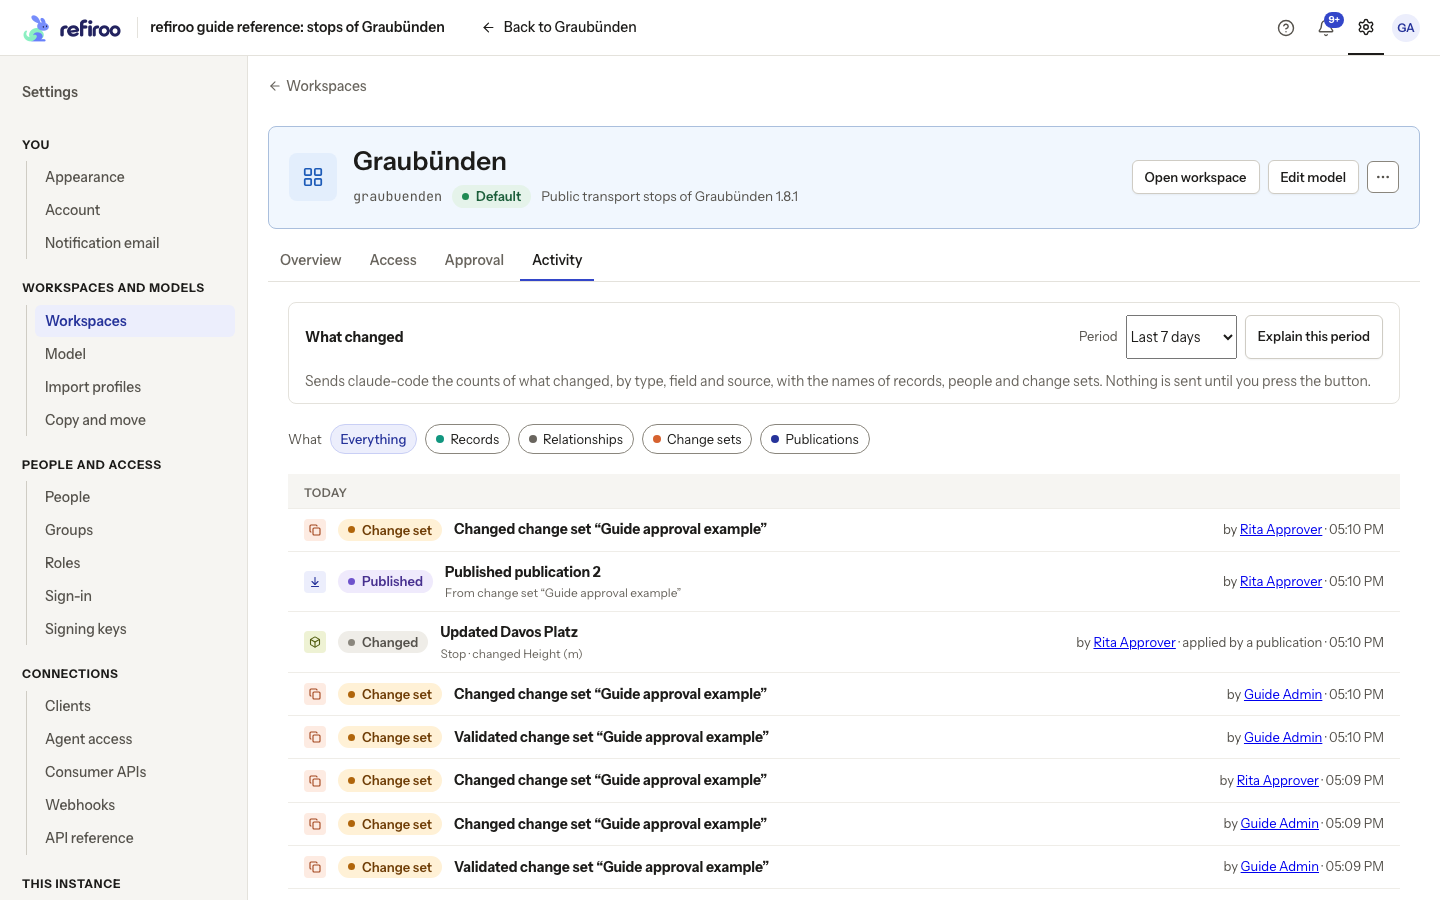 refiroo
refiroo guide reference: stops of Graubünden
← Back to Graubünden
9+
GA
Settings
YOU
Appearance
Account
Notification email
WORKSPACES AND MODELS
Workspaces
Model
Import profiles
Copy and move
PEOPLE AND ACCESS
People
Groups
Roles
Sign-in
Signing keys
CONNECTIONS
Clients
Agent access
Consumer APIs
Webhooks
API reference
THIS INSTANCE
← Workspaces
Graubünden
graubuenden
Default
Public transport stops of Graubünden 1.8.1
Open workspace
Edit model
Overview
Access
Approval
Activity
What changed
Period
Last 7 days
Explain this period
Sends claude-code the counts of what changed, by type, field and source, with the names of records, people and change sets. Nothing is sent until you press the button.
What
Everything
Records
Relationships
Change sets
Publications
TODAY
Change set Changed change set “Guide approval example” by Rita Approver · 05:10 PM
Published Published publication 2 by Rita Approver · 05:10 PM
From change set “Guide approval example”
Changed Updated Davos Platz by Rita Approver · applied by a publication · 05:10 PM
Stop · changed Height (m)
Change set Changed change set “Guide approval example” by Guide Admin · 05:10 PM
Change set Validated change set “Guide approval example” by Guide Admin · 05:10 PM
Change set Changed change set “Guide approval example” by Rita Approver · 05:09 PM
Change set Changed change set “Guide approval example” by Guide Admin · 05:09 PM
Change set Validated change set “Guide approval example” by Guide Admin · 05:09 PM